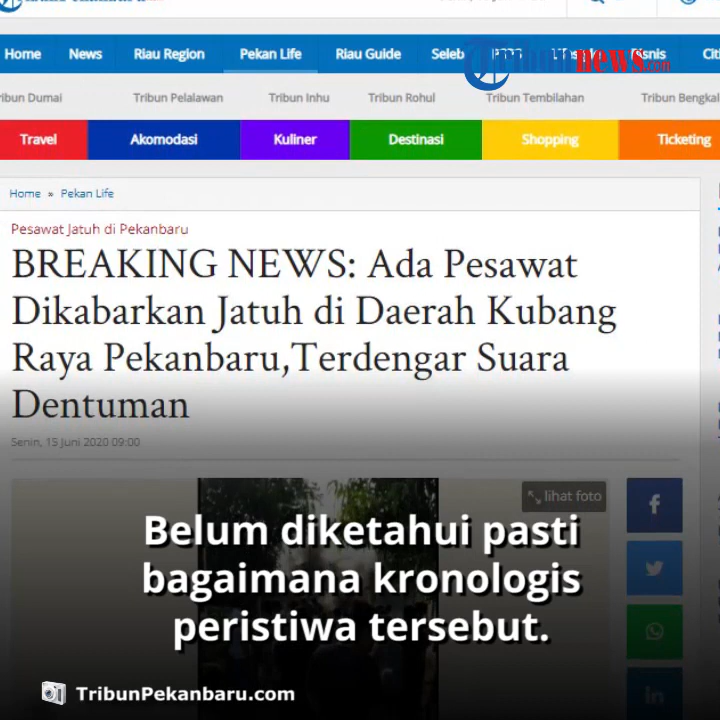 Home News Riau Region Pekan Life Riau Guide Seleb
Tribunnews.com
Tribun Pelalawan Tribun Inhu Tribun Rohul Tribun Tembilahan
Travel Akomodasi Kuliner Destinasi Shopping Ticketing
Home » Pekan Life
Pesawat Jatuh di Pekanbaru
BREAKING NEWS: Ada Pesawat
Dikabarkan Jatuh di Daerah Kubang
Raya Pekanbaru,Terdengar Suara
Dentuman
Senin, 15 Juni 2020 09:00
lihat foto
Belum diketahui pasti
bagaimana kronologis
peristiwa tersebut.
TribunPekanbaru.com